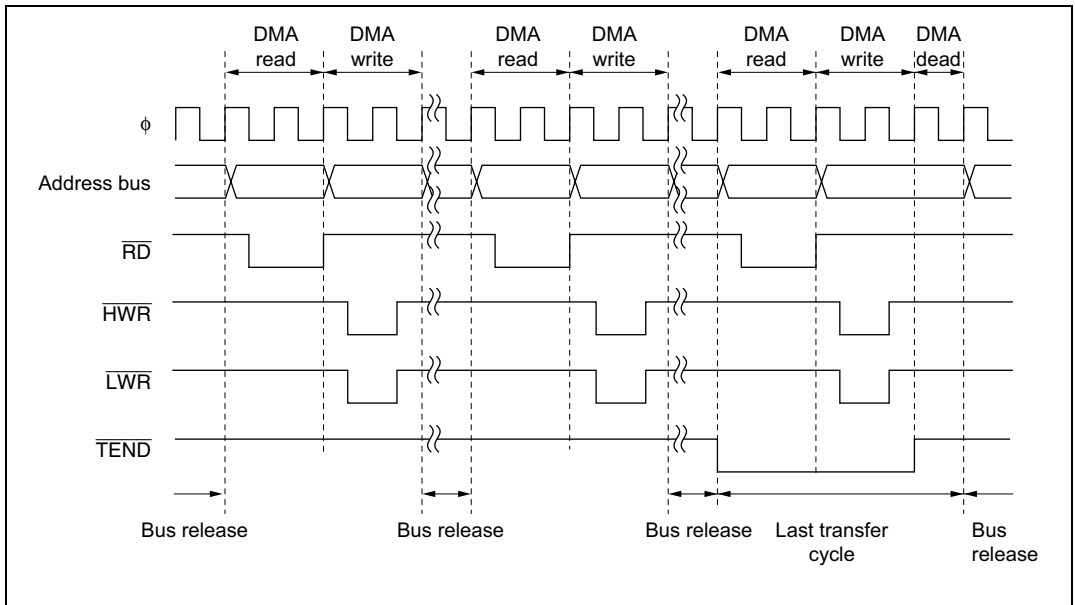 DMA read
DMA write
DMA read
DMA write
DMA read
DMA write
DMA dead
φ
Address bus
RD
HWR
LWR
TEND
Bus release
Bus release
Bus release
Last transfer cycle
Bus release